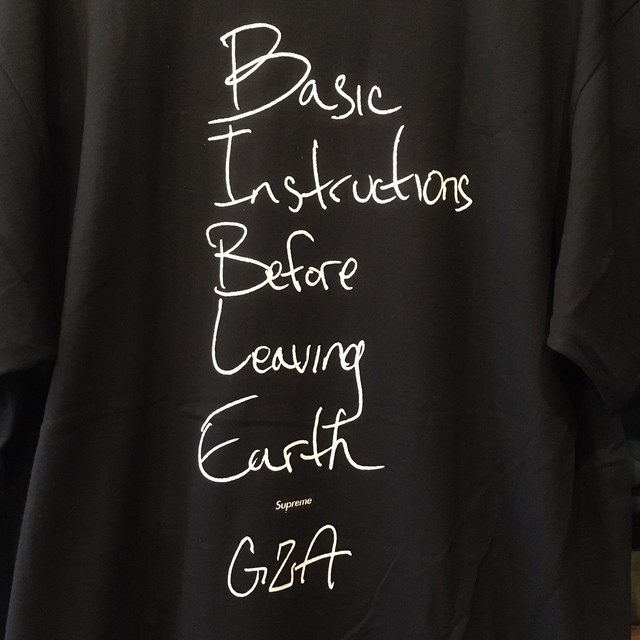 Basic
Instructions
Before
Leaving
Earth
Supreme
GZA